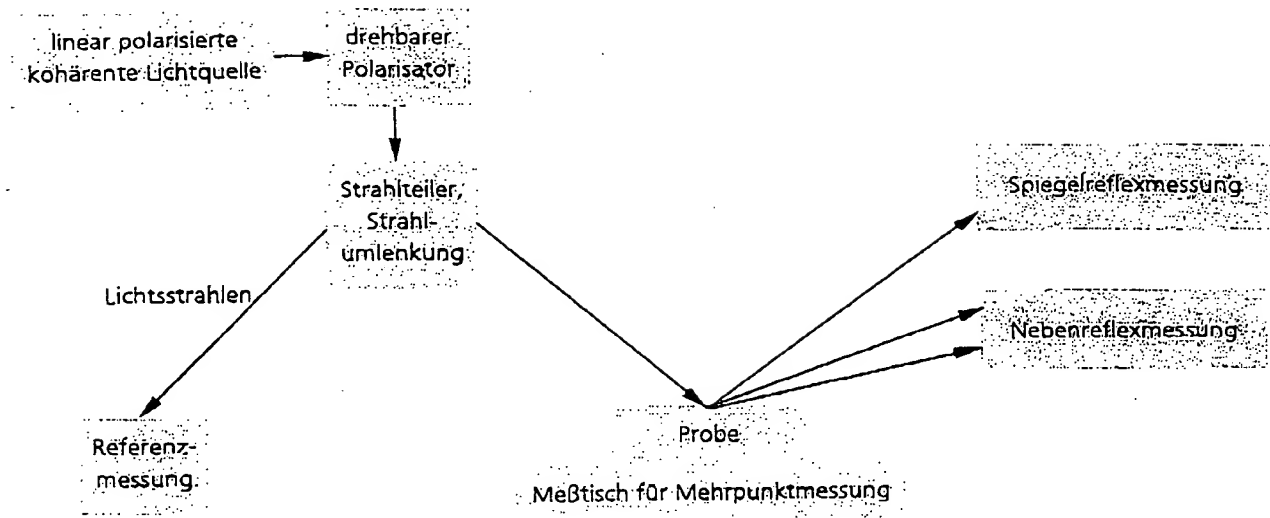 linear polarisierte
kohärente Lichtquelle
drehbarer
Polarisator
Strahlteiler,
Strahl-
umlenkung
Spiegelreflexmessung
Lichtsstrahlen
Nebenreflexmessung
Referenz-
messung
Probe
Meßtisch für Mehrpunktmessung